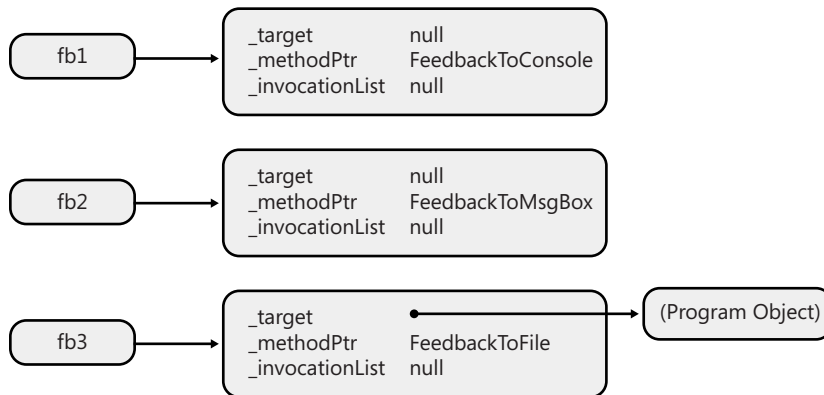 fb1
_target null
_methodPtr FeedbackToConsole
_invocationList null
fb2
_target null
_methodPtr FeedbackToMsgBox
_invocationList null
fb3
_target
_methodPtr FeedbackToFile
_invocationList null
(Program Object)